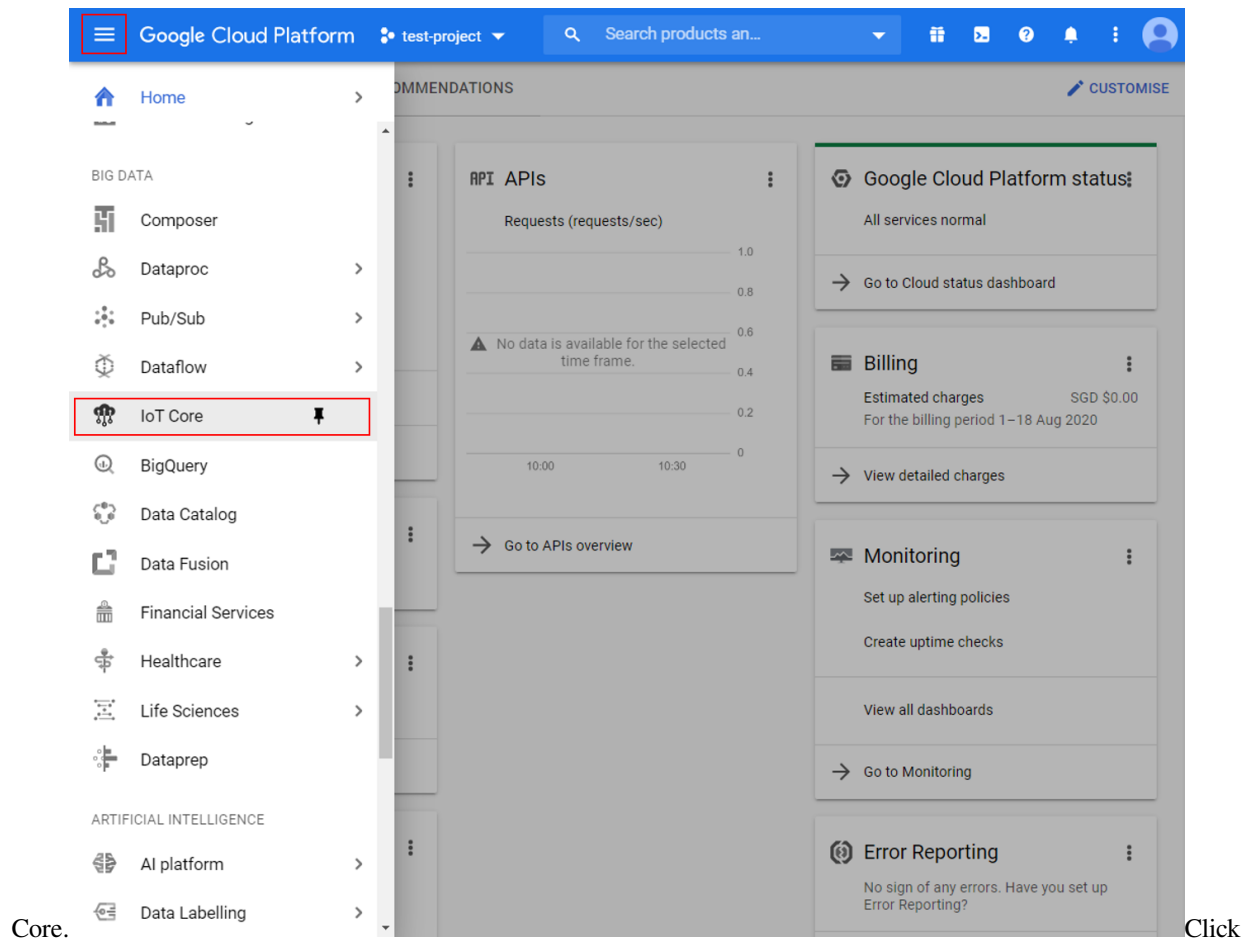 Google Cloud Platform test-project Search products an...
Home
OMMENDATIONS
CUSTOMISE
BIG DATA
Composer
Dataproc
Pub/Sub
Dataflow
IoT Core
BigQuery
Data Catalog
Data Fusion
Financial Services
Healthcare
Life Sciences
Dataprep
ARTIFICIAL INTELLIGENCE
AI platform
Data Labelling
API APIs
Requests (requests/sec)
1.0
0.8
0.6
No data is available for the selected
time frame.
0.4
0.2
0
10:00 10:30
Go to APIs overview
Google Cloud Platform status
All services normal
Go to Cloud status dashboard
Billing
Estimated charges SGD $0.00
For the billing period 1–18 Aug 2020
View detailed charges
Monitoring
Set up alerting policies
Create uptime checks
View all dashboards
Go to Monitoring
Error Reporting
No sign of any errors. Have you set up
Error Reporting?
Core. Click